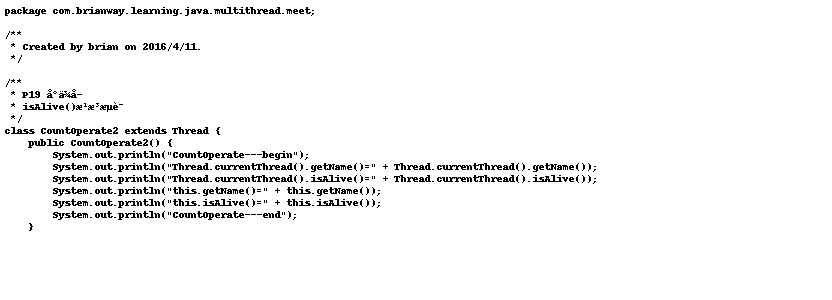 package com.brianway.learning.java.multithread.meet;
/**
* Created by brian on 2016/4/11.
*/
/**
* P19
* isAlive()
*/
class CountOperate2 extends Thread {
public CountOperate2() {
System.out.println("CountOperate---begin");
System.out.println("Thread.currentThread().getName()=" + Thread.currentThread().getName());
System.out.println("Thread.currentThread().isAlive()=" + Thread.currentThread().isAlive());
System.out.println("this.getName()=" + this.getName());
System.out.println("this.isAlive()=" + this.isAlive());
System.out.println("CountOperate---end");
}